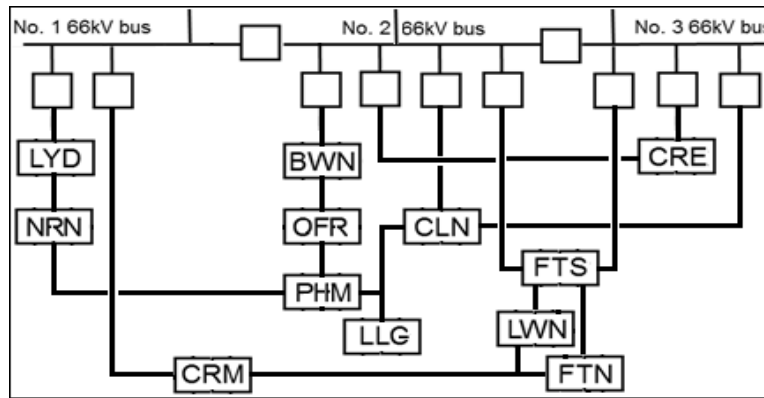 No. 1 66kV bus
No. 2 66kV bus
No. 3 66kV bus
LYD
BWN
CRE
NRN
OFR
CLN
FTS
PHM
LLG
LWN
CRM
FTN